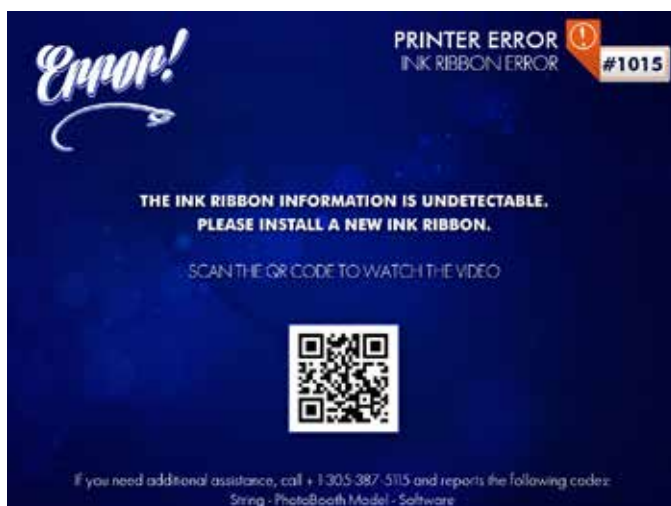 Error!
PRINTER ERROR
INK RIBBON ERROR
#1015
THE INK RIBBON INFORMATION IS UNDETECTABLE.
PLEASE INSTALL A NEW INK RIBBON.
SCAN THE QR CODE TO WATCH THE VIDEO
If you need additional assistance, call + 1-305-387-5115 and reports the following codes:
String - PhotoBooth Model - Software